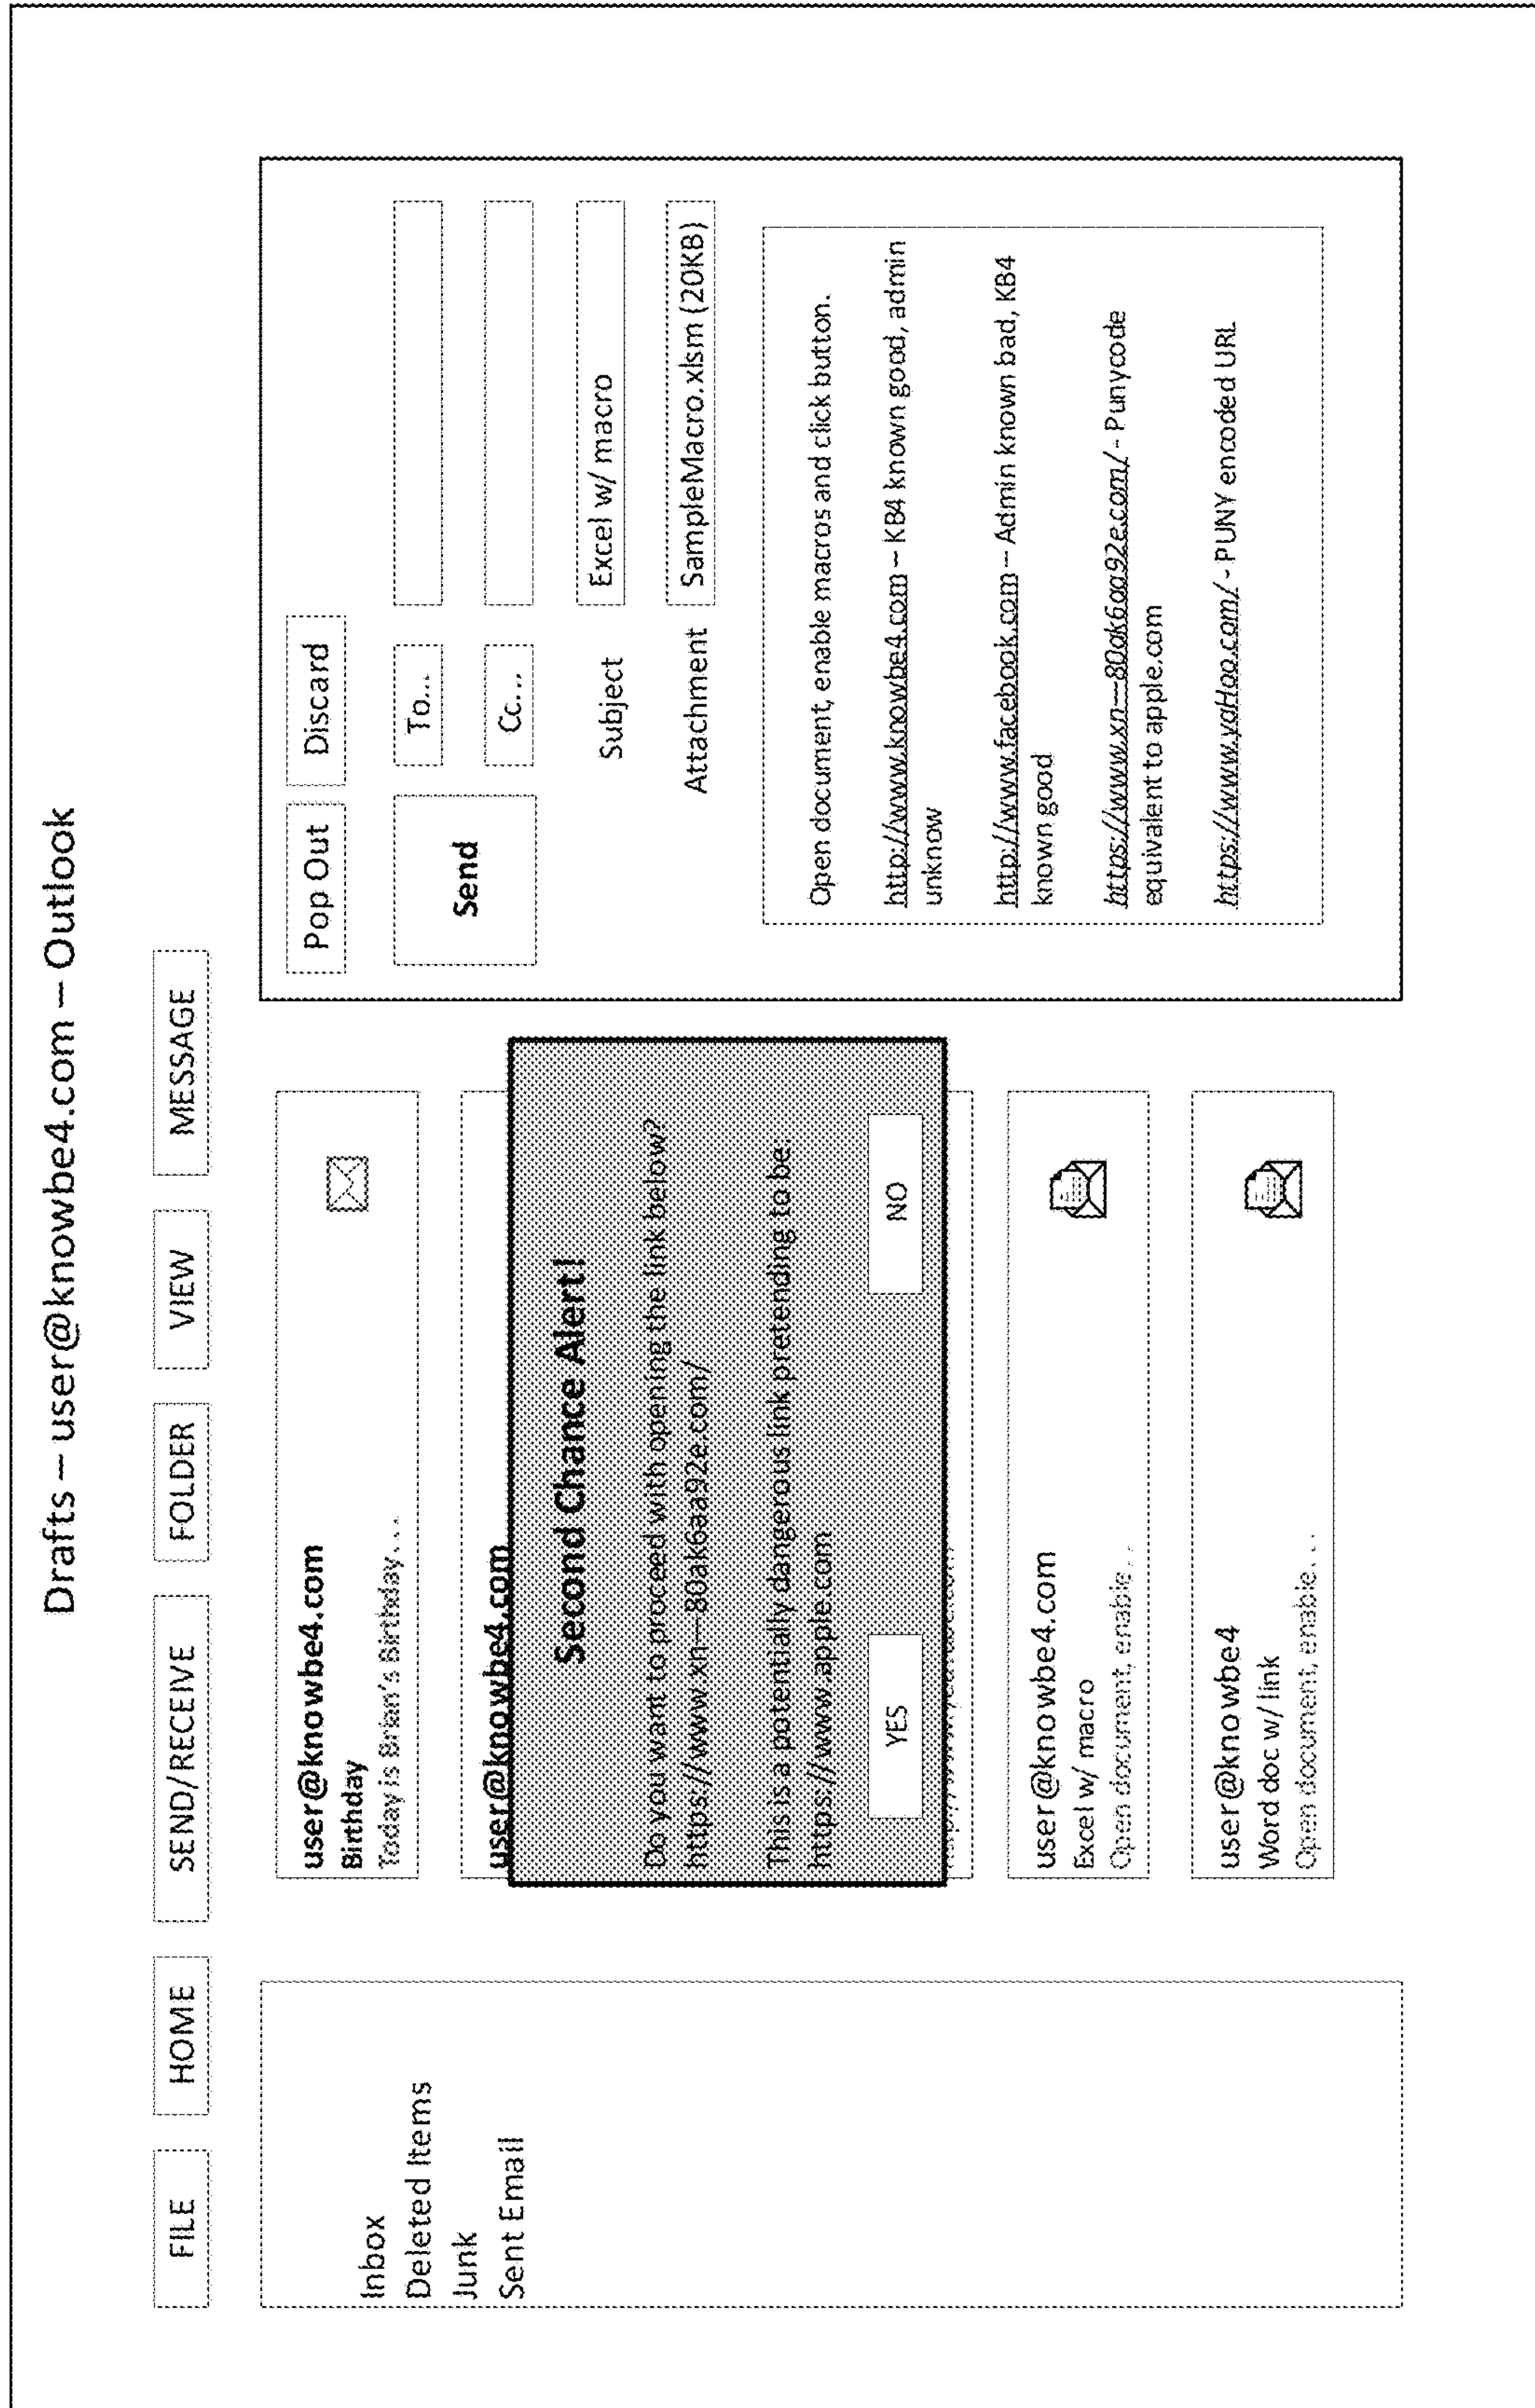 Drafts – user@knowbe4.com – Outlook
FILE
HOME
SEND/RECEIVE
FOLDER
VIEW
MESSAGE
Inbox
Deleted Items
Junk
Sent Email
user@knowbe4.com
Birthday
Today is Brian's Birthday...
user@knowbe4.com
Second Chance Alert!
Do you want to proceed with opening the link below?
https://www.xn—80ak6aa92e.com/
This is a potentially dangerous link pretending to be:
https://www.apple.com
YES
NO
user@knowbe4.com
Excel w/ macro
Open document, enable...
user@knowbe4
Word doc w/ link
Open document, enable...
Pop Out
Discard
Send
To...
Cc...
Subject
Excel w/ macro
Attachment
SampleMacro.xlsm (20KB)
Open document, enable macros and click button.
http://www.knowbe4.com – KB4 known good, admin
unknow
http://www.facebook.com – Admin known bad, KB4
known good
https://www.xn—80ak6aa92e.com/ - Punycode
equivalent to apple.com
https://www.yaHoo.com/ - PUNY encoded URL